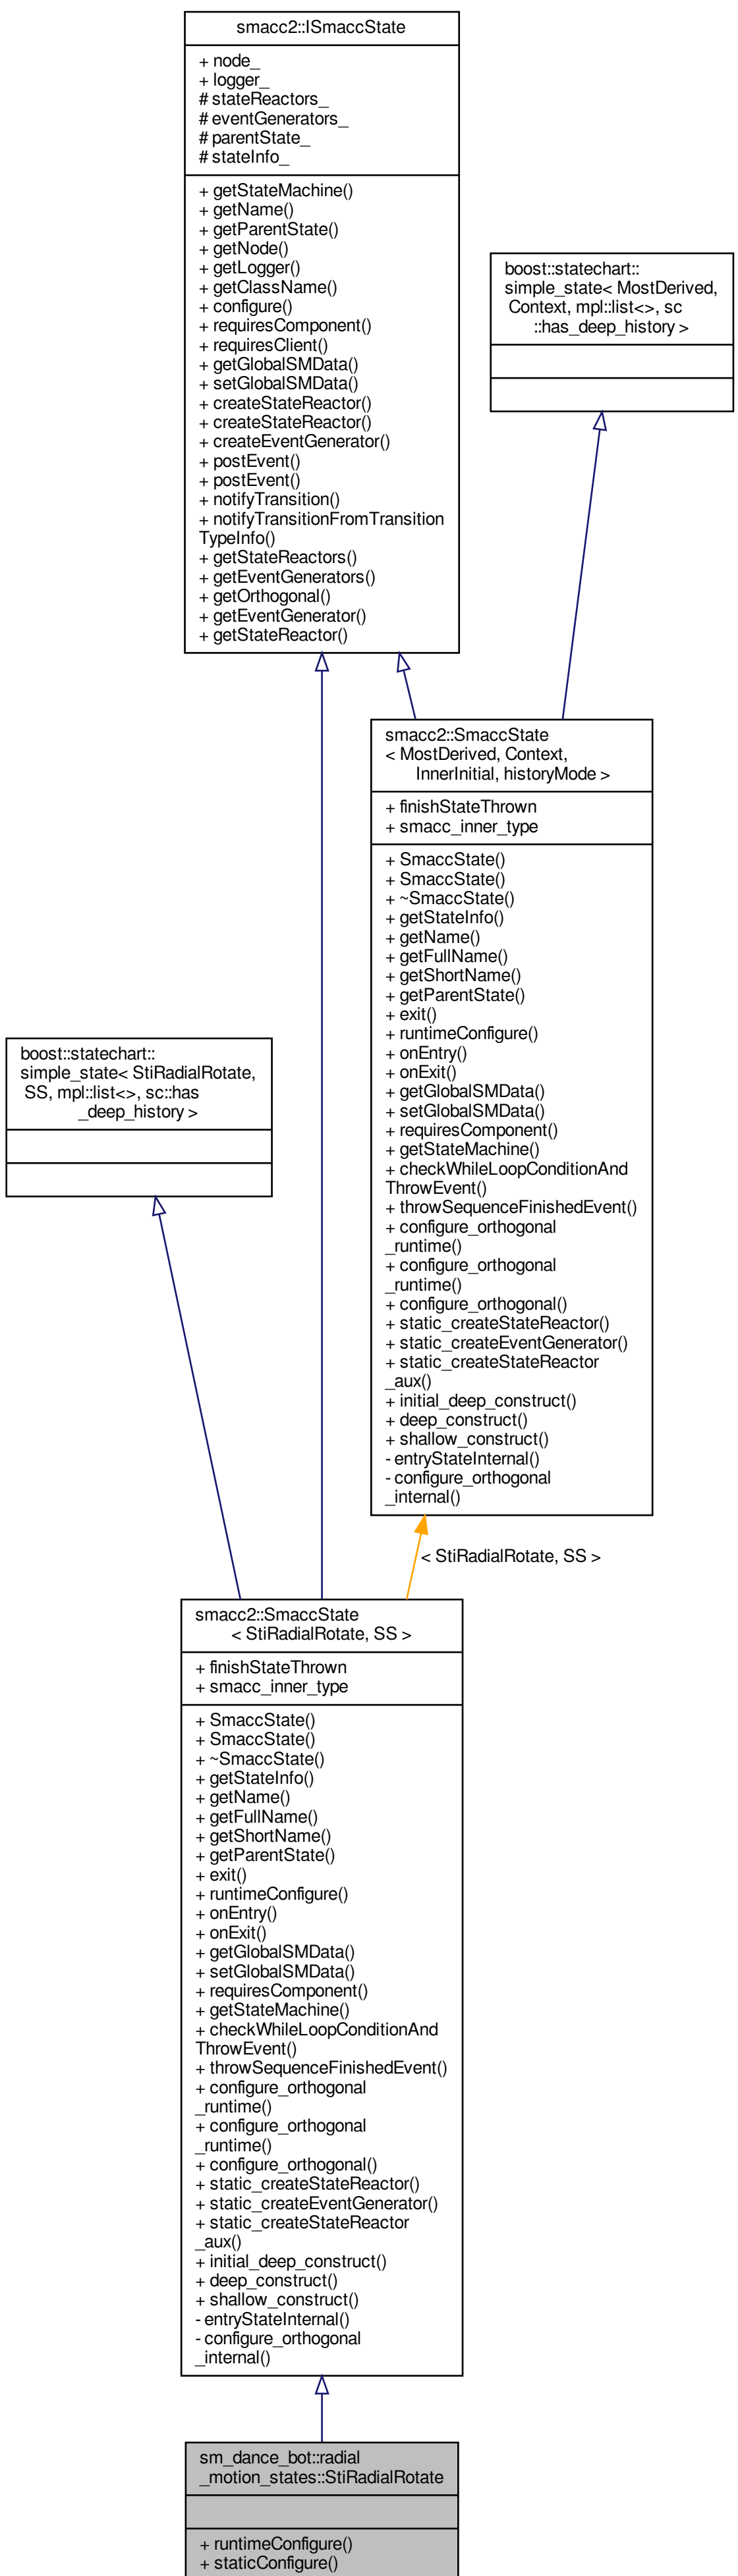 smacc2::ISmaccState
+ node_
+ logger_
# stateReactors_
# eventGenerators_
# parentState_
# stateInfo_
+ getStateMachine()
+ getName()
+ getParentState()
+ getNode()
+ getLogger()
+ getClassName()
+ configure()
+ requiresComponent()
+ requiresClient()
+ getGlobalSMData()
+ setGlobalSMData()
+ createStateReactor()
+ createStateReactor()
+ createEventGenerator()
+ postEvent()
+ postEvent()
+ notifyTransition()
+ notifyTransitionFromTransition
TypeInfo()
+ getStateReactors()
+ getEventGenerators()
+ getOrthogonal()
+ getEventGenerator()
+ getStateReactor()
boost::statechart::
simple_state< MostDerived,
Context, mpl::list<>, sc
::has_deep_history >
smacc2::SmaccState
< MostDerived, Context,
InnerInitial, historyMode >
+ finishStateThrown
+ smacc_inner_type
+ SmaccState()
+ SmaccState()
+ ~SmaccState()
+ getStateInfo()
+ getName()
+ getFullName()
+ getShortName()
+ getParentState()
+ exit()
+ runtimeConfigure()
+ onEntry()
+ onExit()
+ getGlobalSMData()
+ setGlobalSMData()
+ requiresComponent()
+ getStateMachine()
+ checkWhileLoopConditionAnd
ThrowEvent()
+ throwSequenceFinishedEvent()
+ configure_orthogonal
_runtime()
+ configure_orthogonal
_runtime()
+ configure_orthogonal()
+ static_createStateReactor()
+ static_createEventGenerator()
+ static_createStateReactor
_aux()
+ initial_deep_construct()
+ deep_construct()
+ shallow_construct()
- entryStateInternal()
- configure_orthogonal
_internal()
boost::statechart::
simple_state< StiRadialRotate,
SS, mpl::list<>, sc::has
_deep_history >
< StiRadialRotate, SS >
smacc2::SmaccState
< StiRadialRotate, SS >
+ finishStateThrown
+ smacc_inner_type
+ SmaccState()
+ SmaccState()
+ ~SmaccState()
+ getStateInfo()
+ getName()
+ getFullName()
+ getShortName()
+ getParentState()
+ exit()
+ runtimeConfigure()
+ onEntry()
+ onExit()
+ getGlobalSMData()
+ setGlobalSMData()
+ requiresComponent()
+ getStateMachine()
+ checkWhileLoopConditionAnd
ThrowEvent()
+ throwSequenceFinishedEvent()
+ configure_orthogonal
_runtime()
+ configure_orthogonal
_runtime()
+ configure_orthogonal()
+ static_createStateReactor()
+ static_createEventGenerator()
+ static_createStateReactor
_aux()
+ initial_deep_construct()
+ deep_construct()
+ shallow_construct()
- entryStateInternal()
- configure_orthogonal
_internal()
sm_dance_bot::radial
_motion_states::StiRadialRotate
+ runtimeConfigure()
+ staticConfigure()